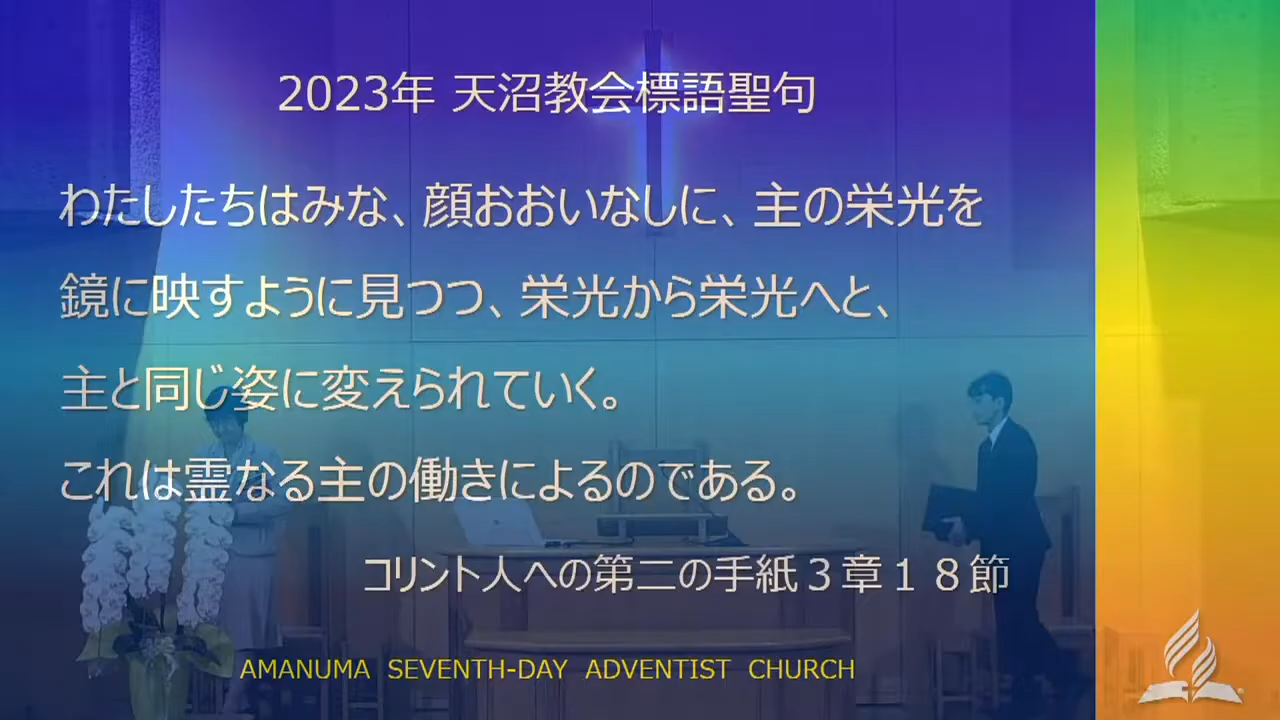 2023年 天沼教会標語聖句
わたしたちはみな、顔おおいなしに、主の栄光を
鏡に映すように見つつ、栄光から栄光へと、
主と同じ姿に変えられていく。
これは霊なる主の働きによるのである。
コリント人への第二の手紙３章１８節
AMANUMA SEVENTH-DAY ADVENTIST CHURCH